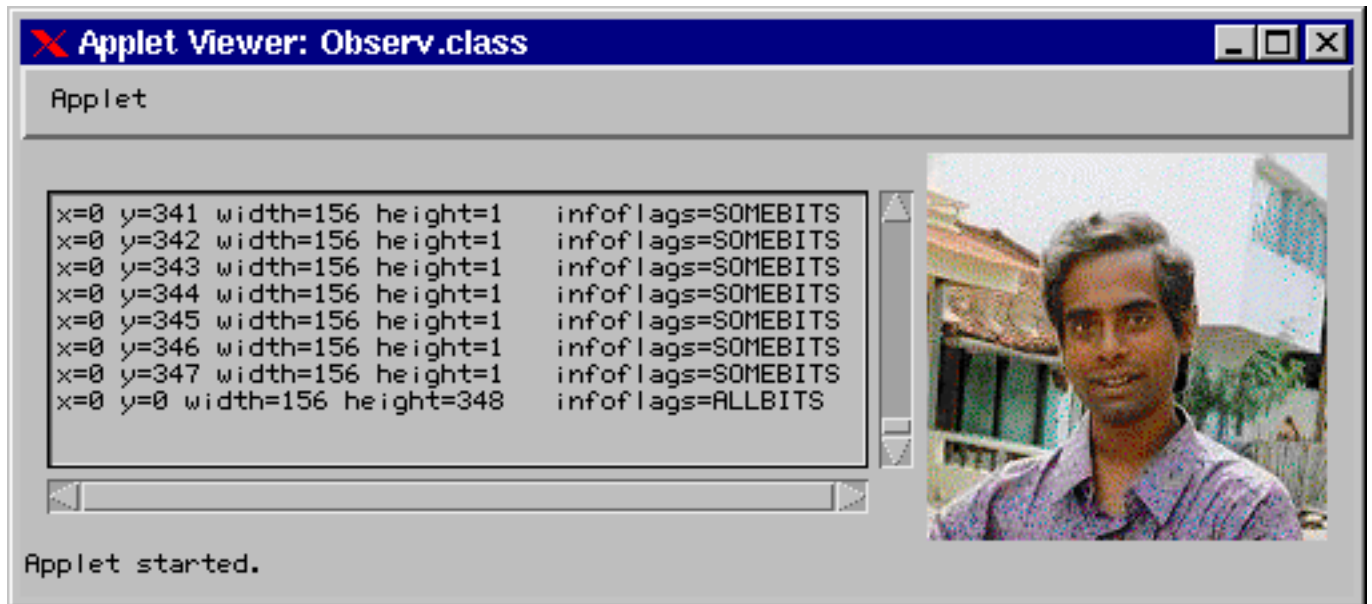 Applet Viewer: Observ.class
Applet
x=0 y=341 width=156 height=1   infoflags=SOMEBITS
x=0 y=342 width=156 height=1   infoflags=SOMEBITS
x=0 y=343 width=156 height=1   infoflags=SOMEBITS
x=0 y=344 width=156 height=1   infoflags=SOMEBITS
x=0 y=345 width=156 height=1   infoflags=SOMEBITS
x=0 y=346 width=156 height=1   infoflags=SOMEBITS
x=0 y=347 width=156 height=1   infoflags=SOMEBITS
x=0 y=0 width=156 height=348   infoflags=ALLBITS
Applet started.